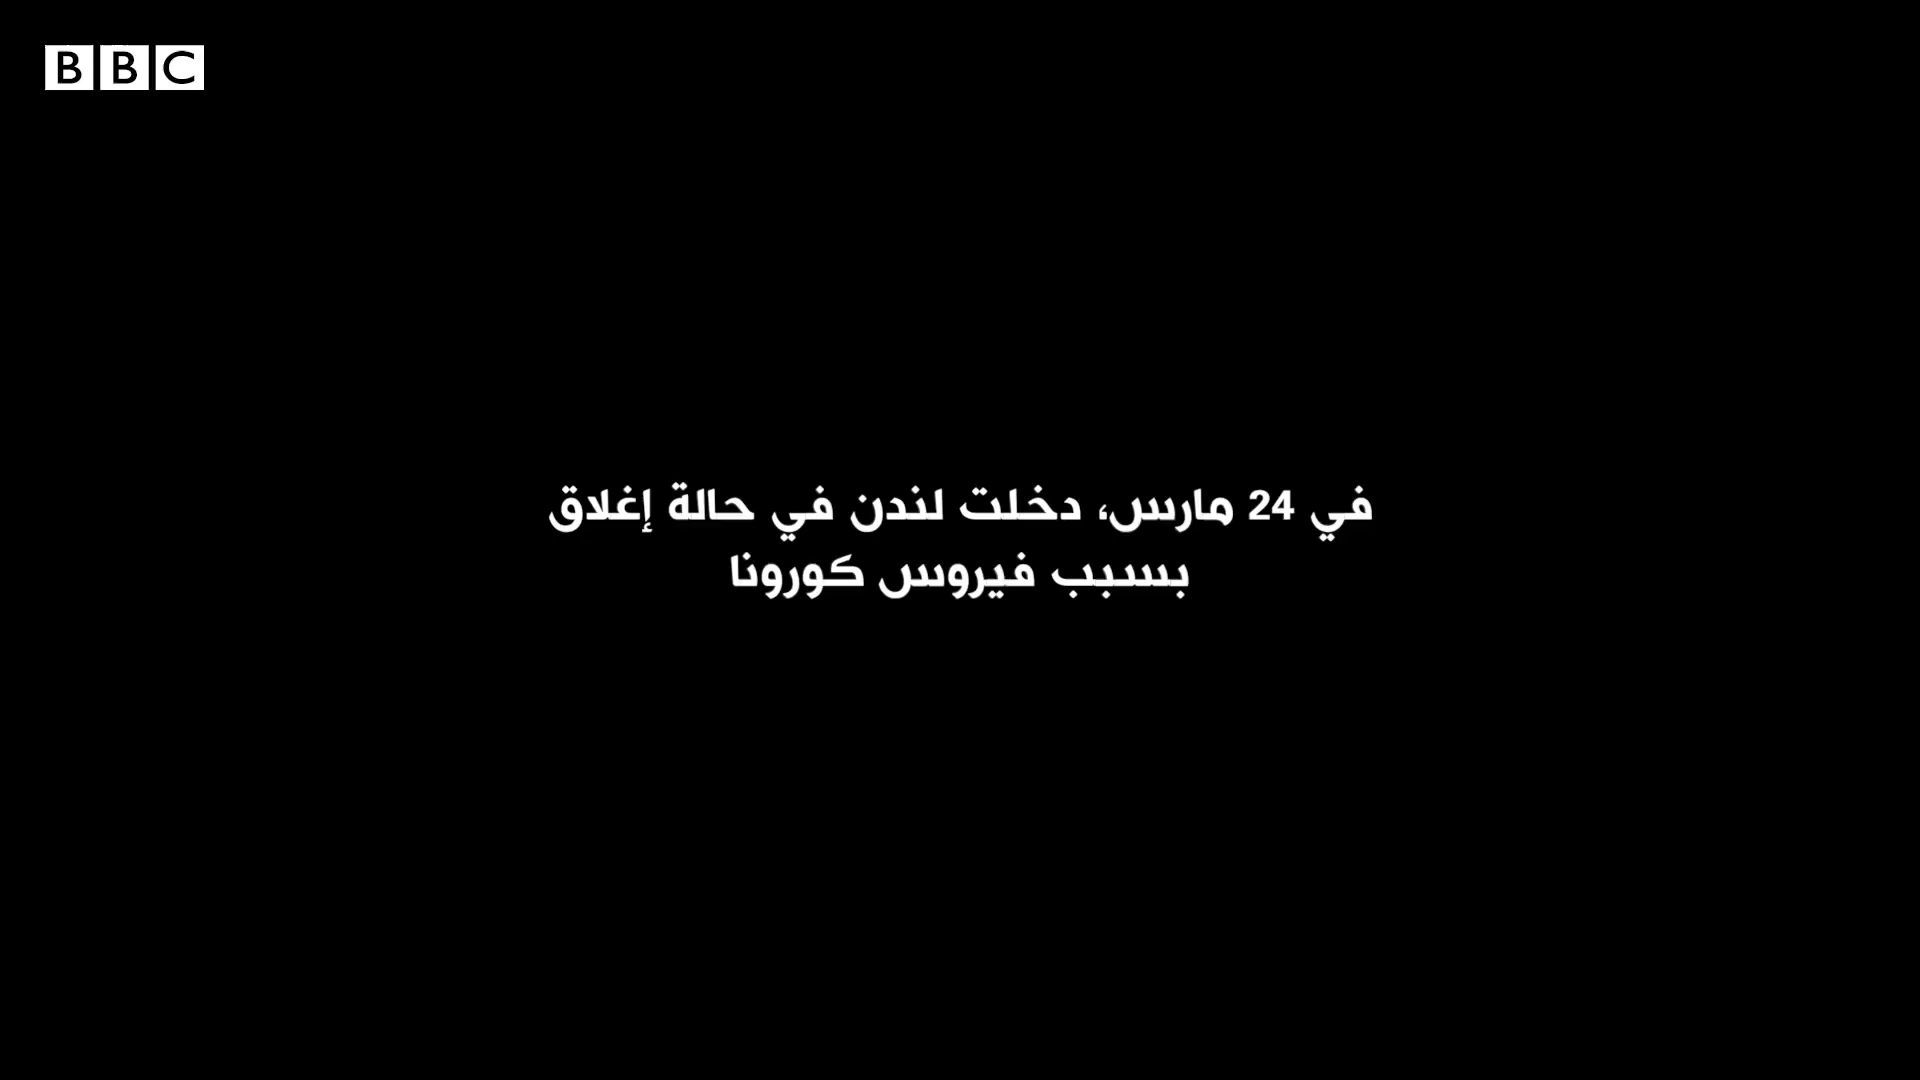 BBC
في 24 مارس، دخلت لندن في حالة إغلاق
بسبب فيروس كورونا